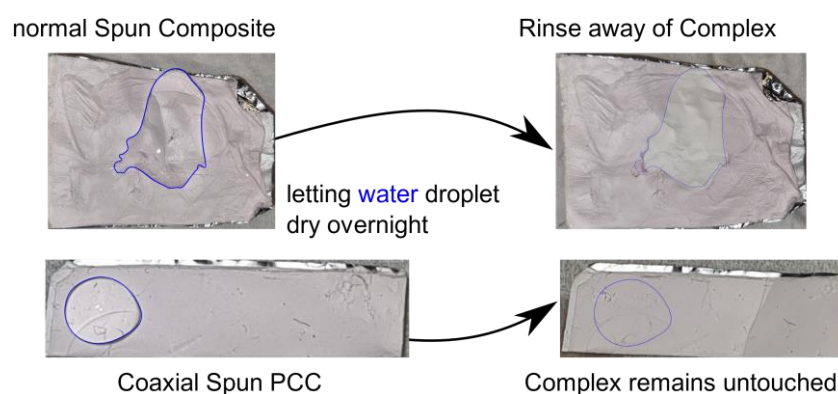 normal Spun Composite
Rinse away of Complex
letting water droplet
dry overnight
Coaxial Spun PCC
Complex remains untouched